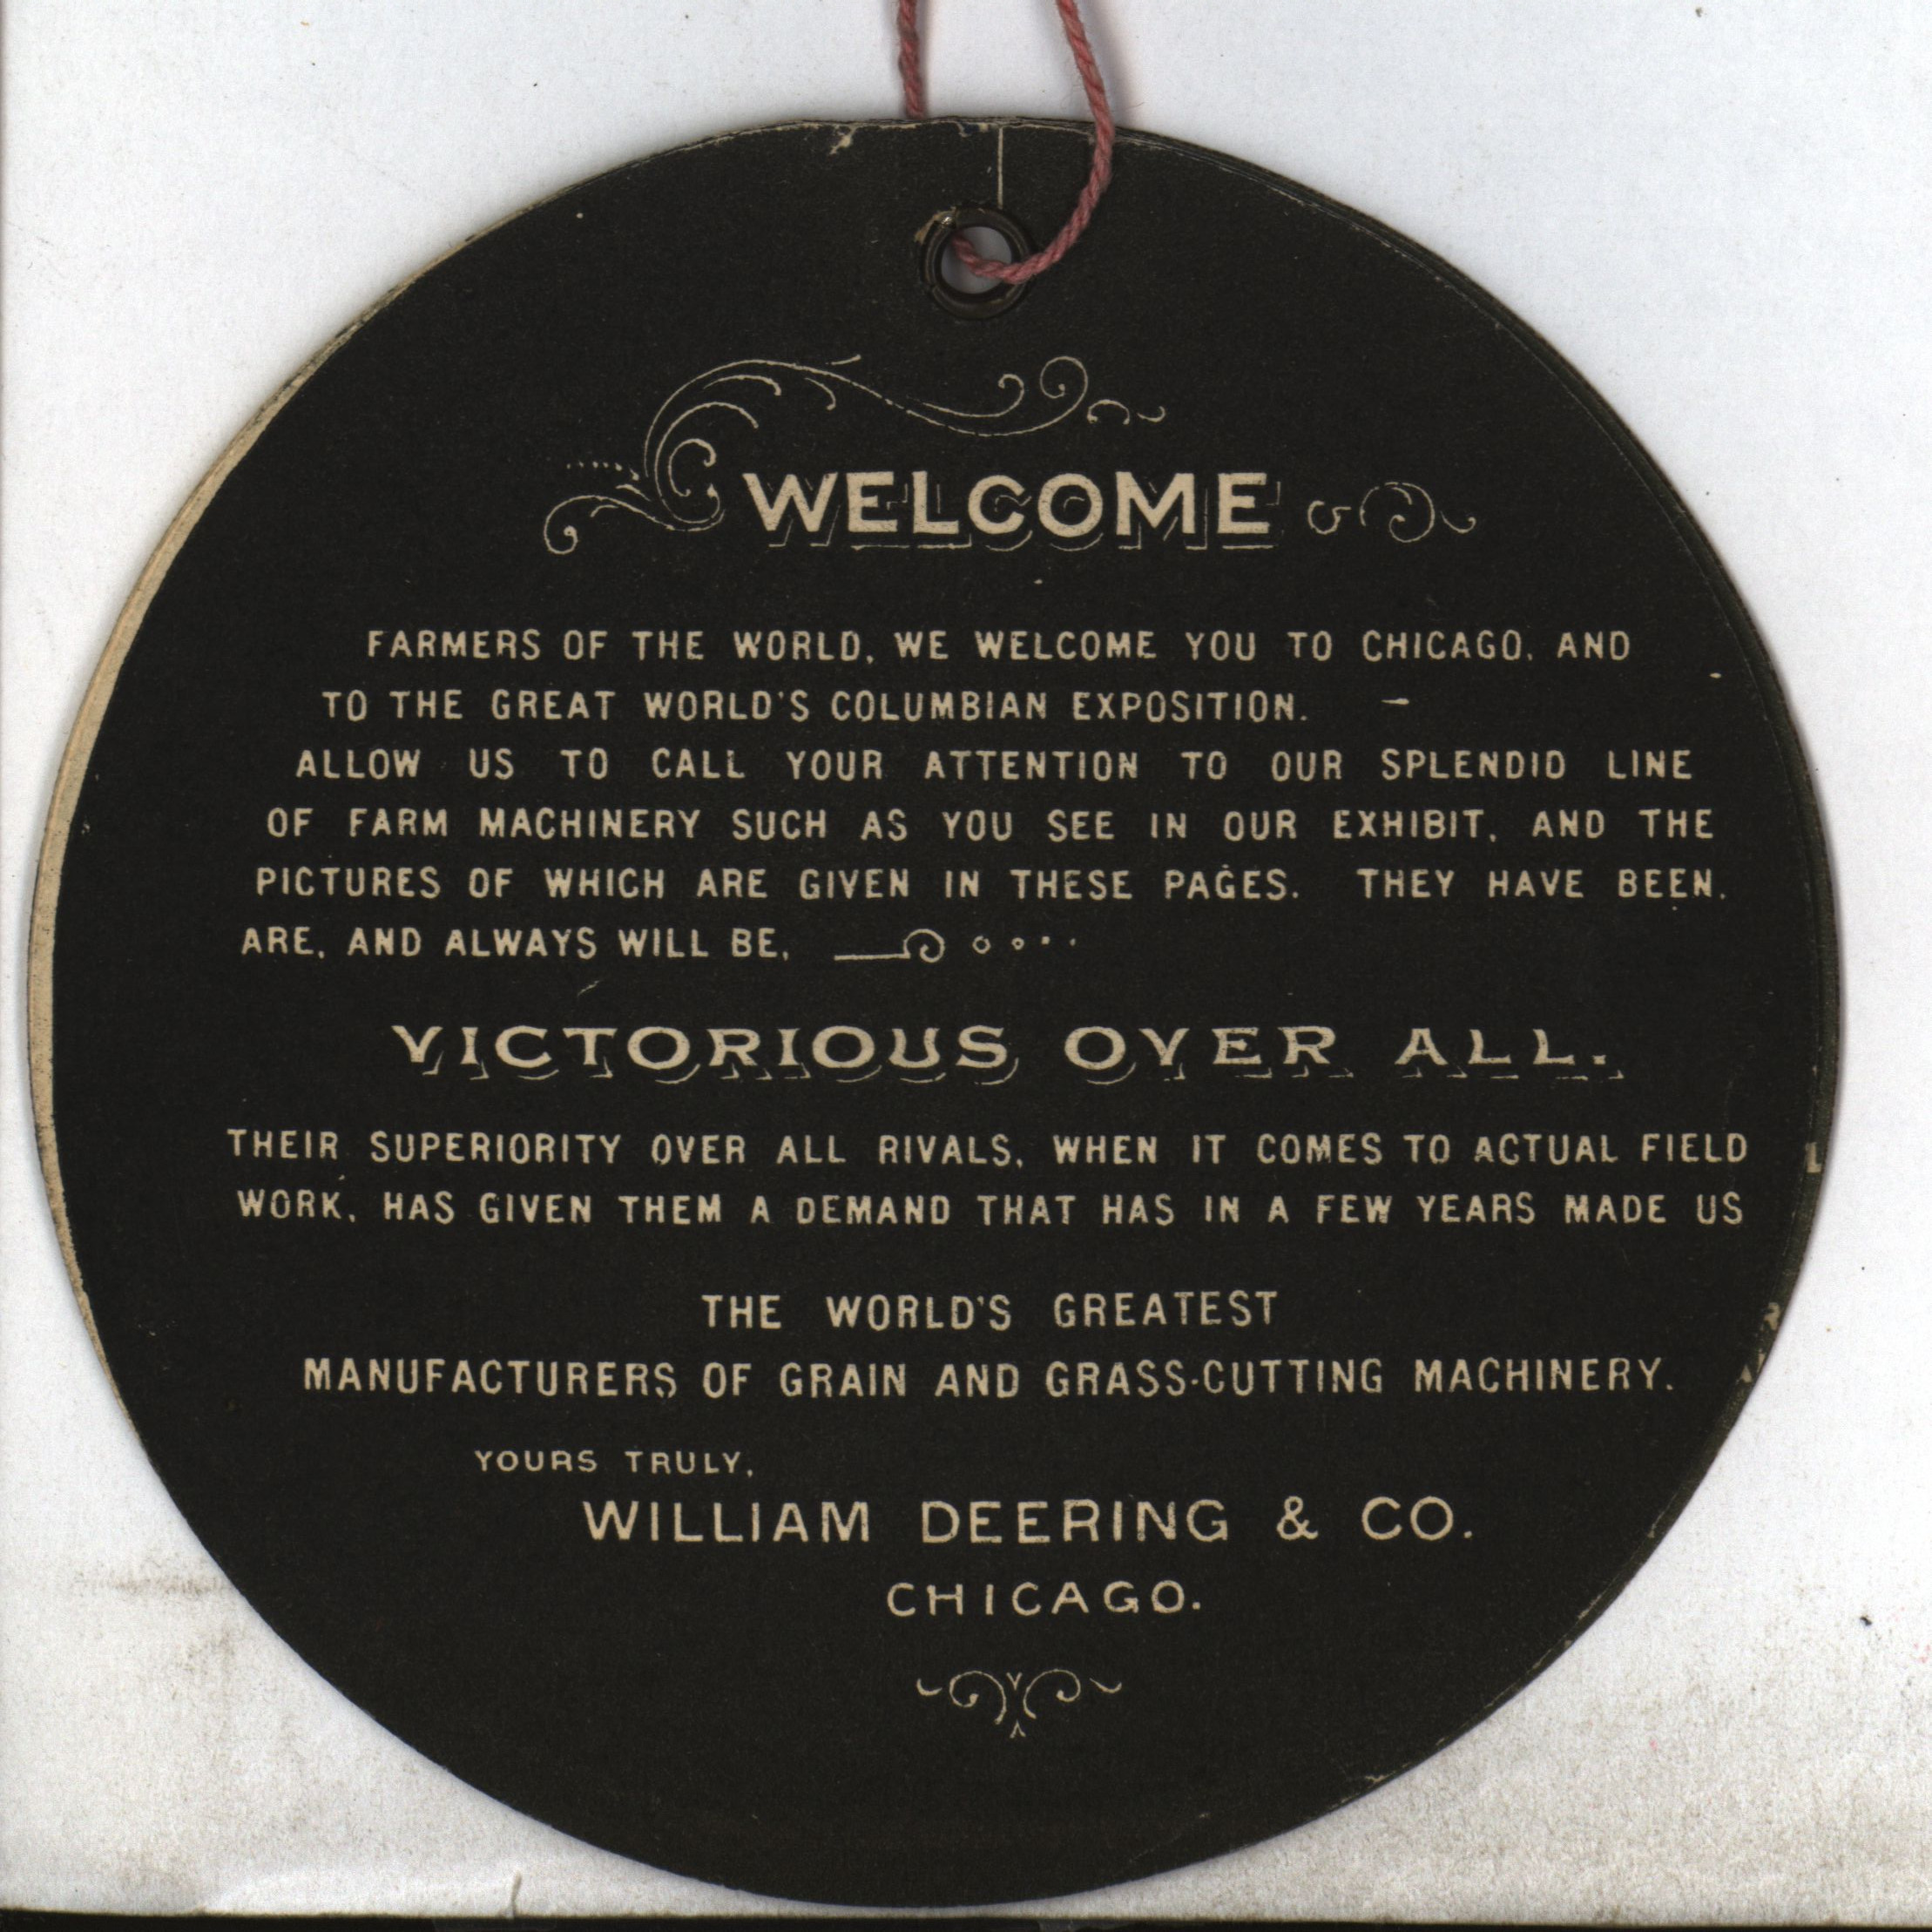 WELCOME
FARMERS OF THE WORLD, WE WELCOME YOU TO CHICAGO, AND
TO THE GREAT WORLD'S COLUMBIAN EXPOSITION.
ALLOW US TO CALL YOUR ATTENTION TO OUR SPLENDID LINE
OF FARM MACHINERY SUCH AS YOU SEE IN OUR EXHIBIT, AND THE
PICTURES OF WHICH ARE GIVEN IN THESE PAGES. THEY HAVE BEEN,
ARE, AND ALWAYS WILL BE,
VICTORIOUS OVER ALL.
THEIR SUPERIORITY OVER ALL RIVALS, WHEN IT COMES TO ACTUAL FIELD
WORK, HAS GIVEN THEM A DEMAND THAT HAS IN A FEW YEARS MADE US
THE WORLD'S GREATEST
MANUFACTURERS OF GRAIN AND GRASS-CUTTING MACHINERY.
YOURS TRULY,
WILLIAM DEERING & CO.
CHICAGO.